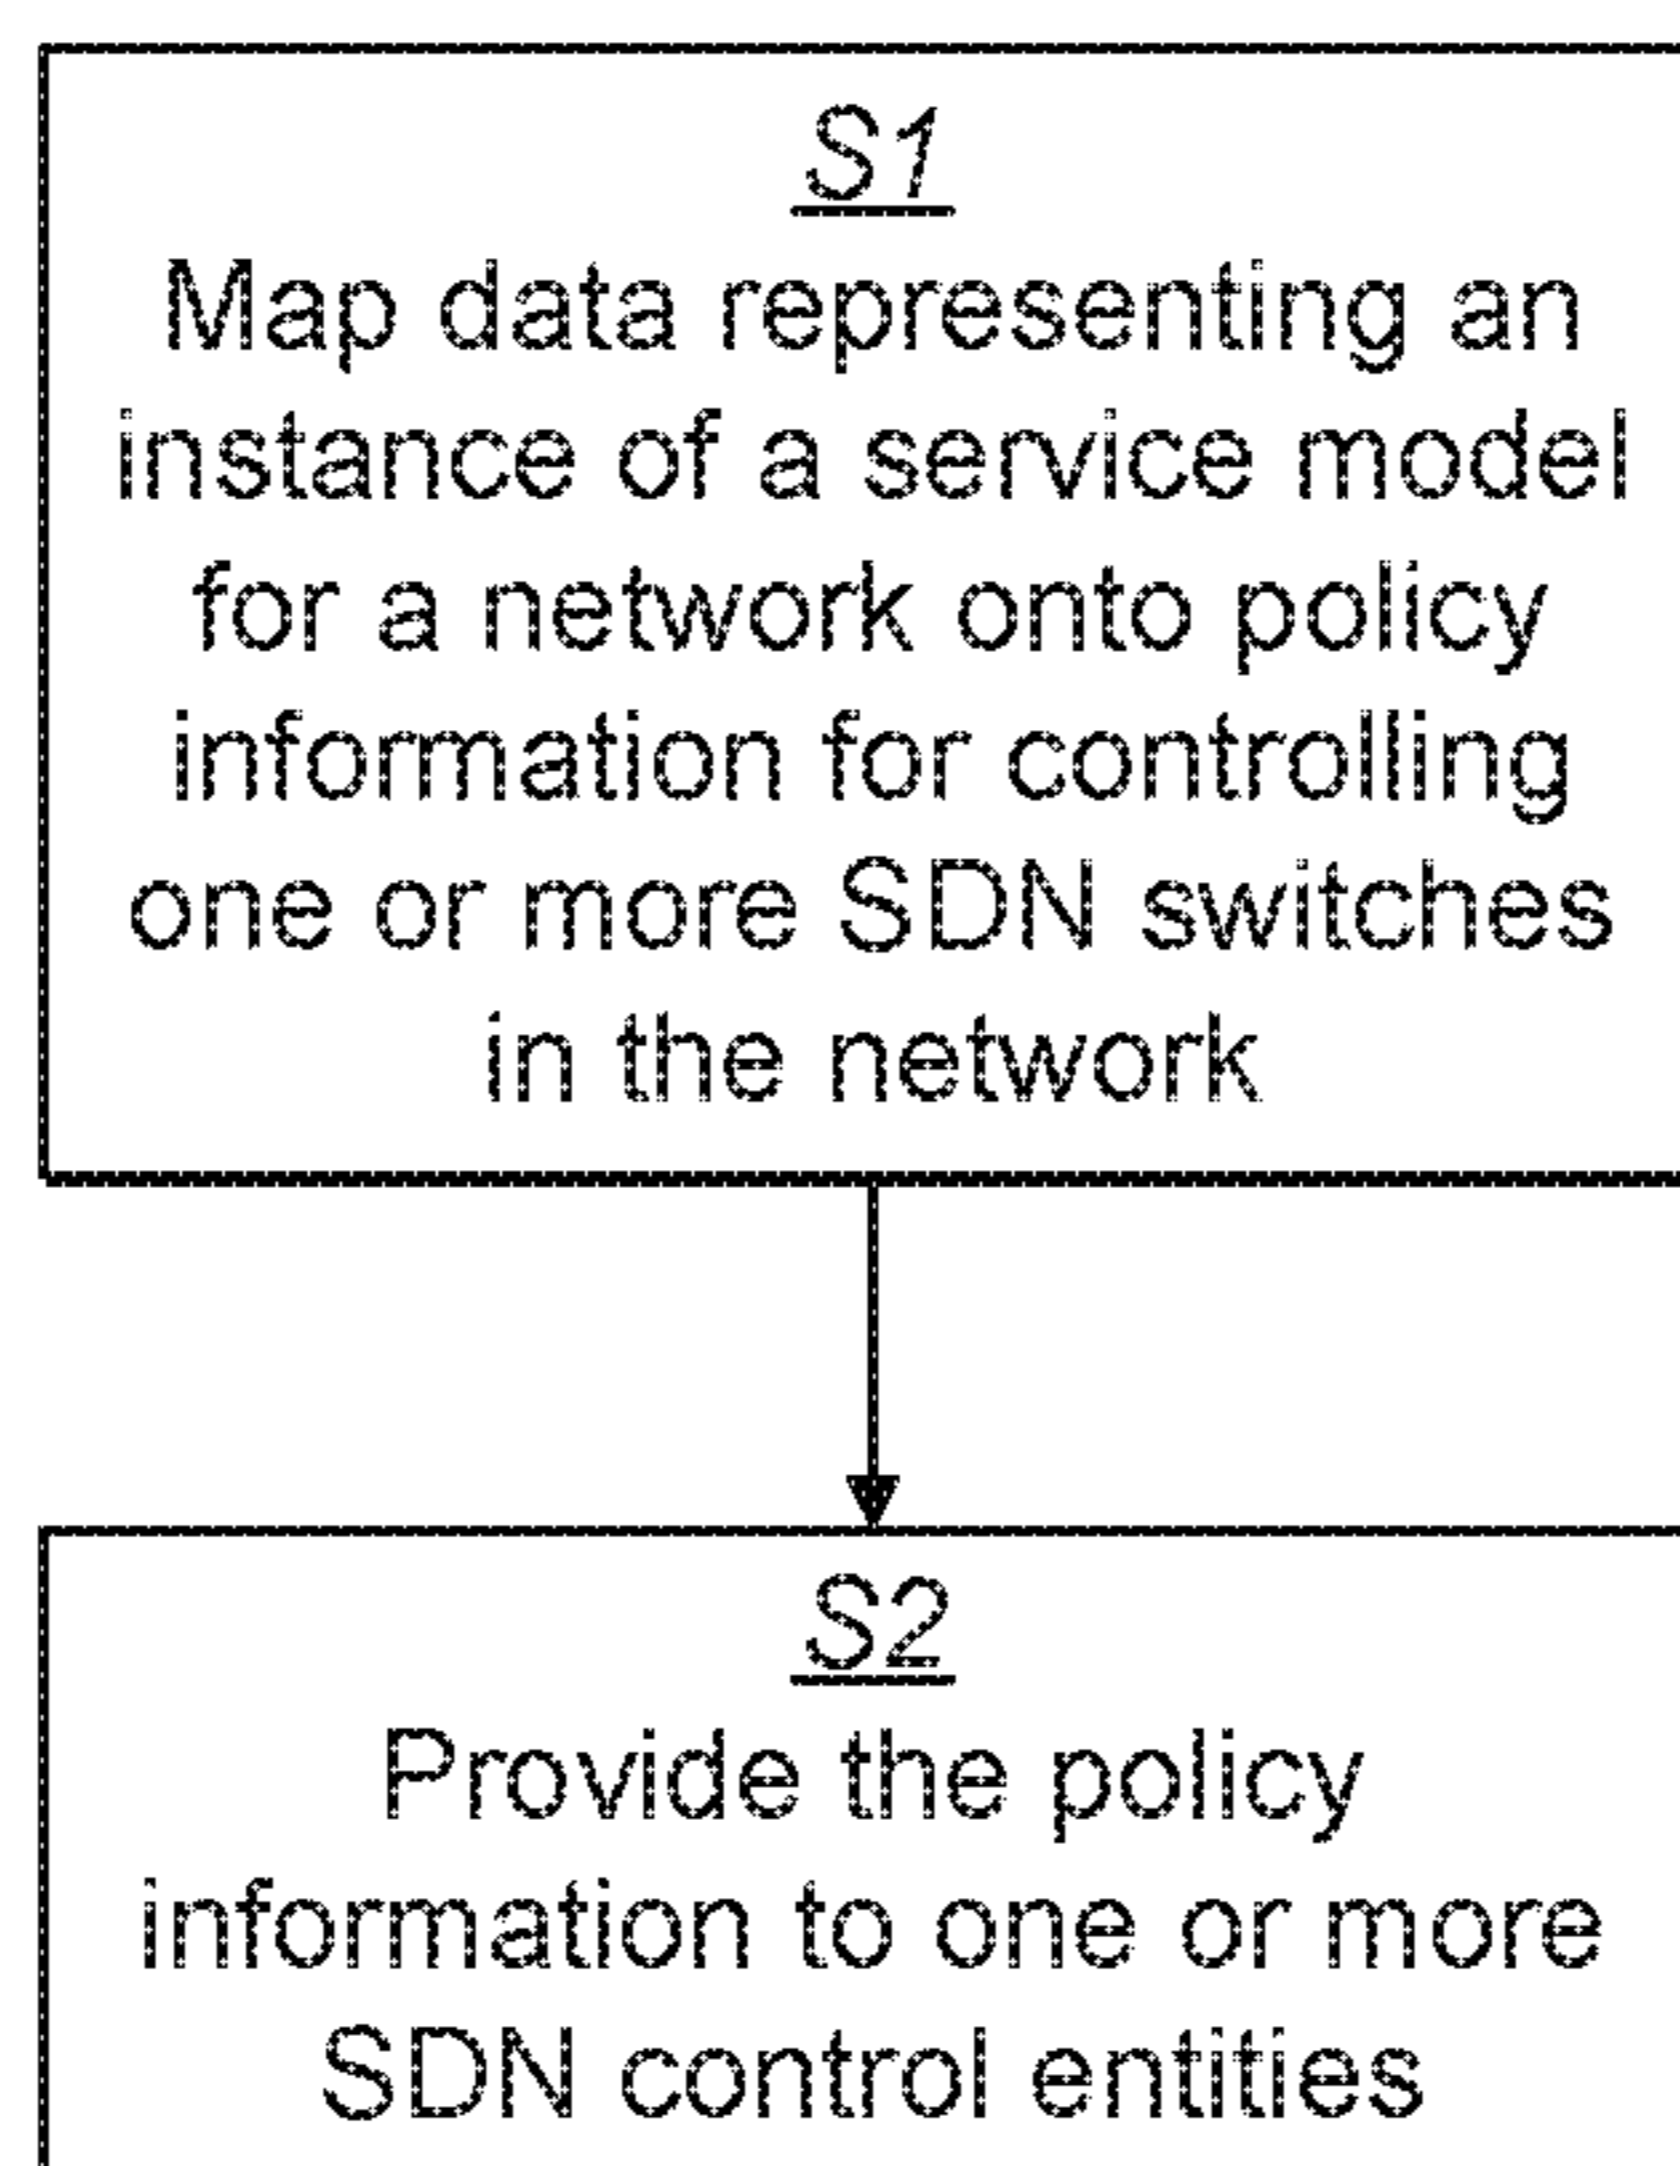 S1
Map data representing an
instance of a service model
for a network onto policy
information for controlling
one or more SDN switches
in the network
S2
Provide the policy
information to one or more
SDN control entities